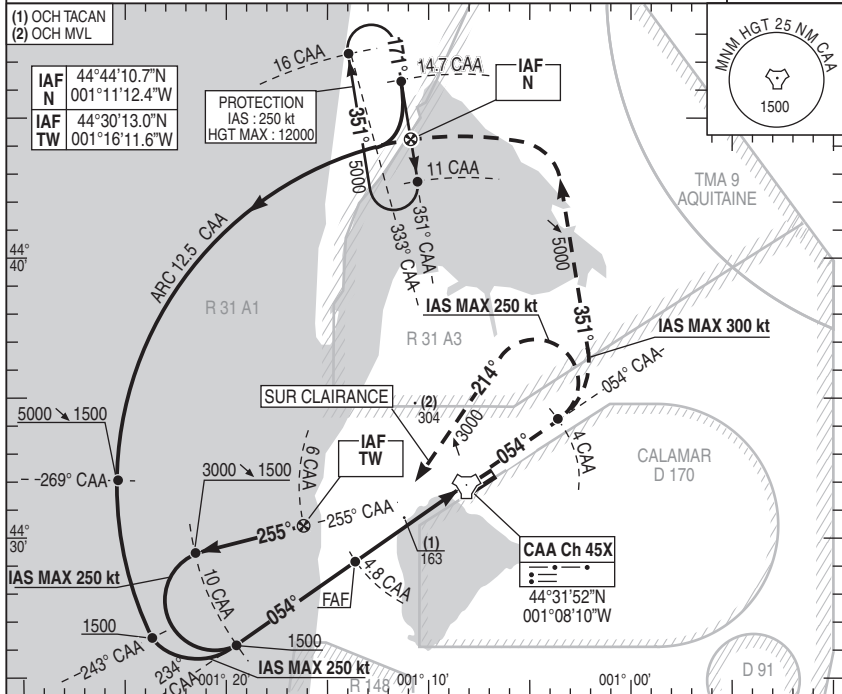 (1) OCH TACAN
(2) OCH MVL
IAF N 44°44'10.7"N 001°11'12.4"W
IAF TW 44°30'13.0"N 001°16'11.6"W
16 CAA
171°
14.7 CAA
IAF
N
MNM HGT 25 NM CAA
1500
PROTECTION
IAS : 250 kt
HGT MAX : 12000
351°
5000
11 CAA
351° CAA
333° CAA
TMA 9
AQUITAINE
ARC 12.5 CAA
44°
40'
R 31 A1
5000
351°
IAS MAX 250 kt
R 31 A3
IAS MAX 300 kt
214°
3000
054° CAA
SUR CLAIRANCE
(2)
304
5000 ↘ 1500
IAF
TW
6 CAA
054°
4 CAA
CALAMAR
D 170
269° CAA
3000 ↘ 1500
255° CAA
255°
44°
30'
(1)
163
CAA Ch 45X
44°31'52"N
001°08'10"W
IAS MAX 250 kt
10 CAA
4.8 CAA
FAF
054°
1500
1500
243° CAA
234° CAA
IAS MAX 250 kt
001° 20'
001° 10'
001° 00'
R 148
D 91